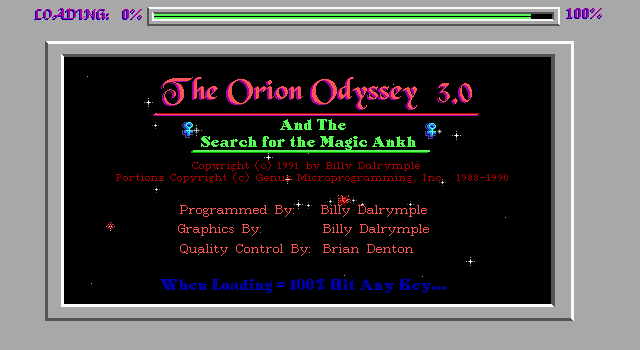 LOADING: 0% 100%
The Orion Odyssey 3.0
And The
Search for the Magic Ankh
Copyright (c) 1991 by Billy Dalrymple
Portions Copyright (c) Genus Microprogramming, Inc. 1988-1990
Programmed By: Billy Dalrymple
Graphics By: Billy Dalrymple
Quality Control By: Brian Denton
When Loading = 100% Hit Any Key...